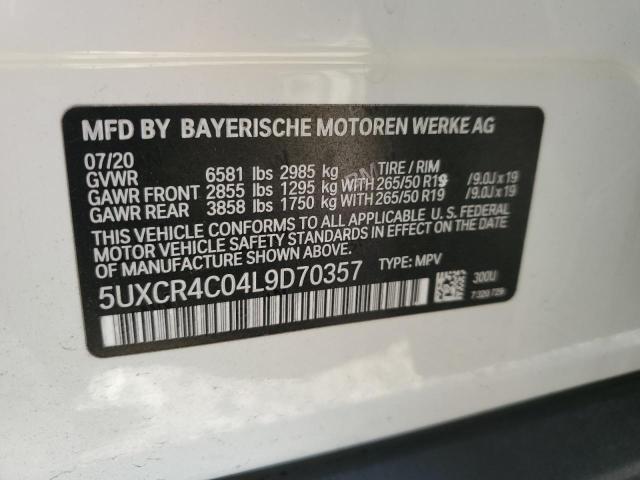 MFD BY BAYERISCHE MOTOREN WERKE AG
07/20
GVWR 6581 lbs 2985 kg TIRE / RIM
GAWR FRONT 2855 lbs 1295 kg WITH 265/50 R19 /9.0J x 19
GAWR REAR 3858 lbs 1750 kg WITH 265/50 R19 /9.0J x 19
THIS VEHICLE CONFORMS TO ALL APPLICABLE U. S. FEDERAL
MOTOR VEHICLE SAFETY STANDARDS IN EFFECT ON THE DATE
OF MANUFACTURE SHOWN ABOVE.
5UXCR4C04L9D70357 TYPE: MPV
300U
7 320 729